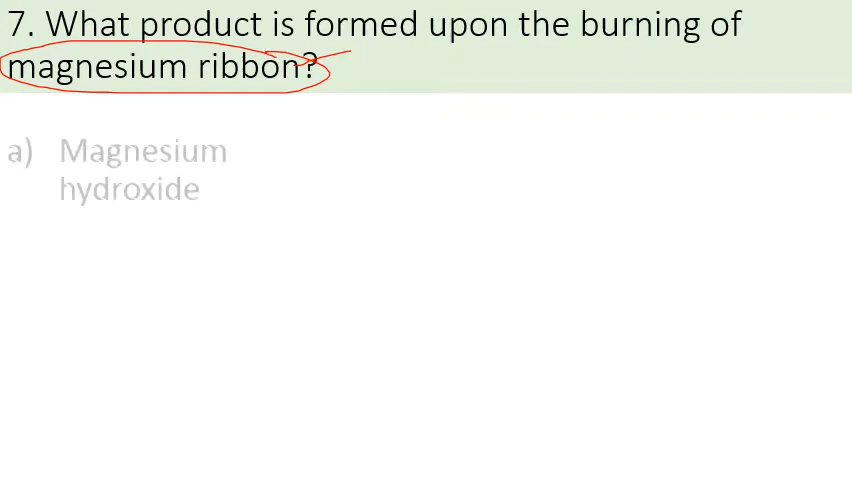 7. What product is formed upon the burning of
magnesium ribbon?
a) Magnesium
hydroxide